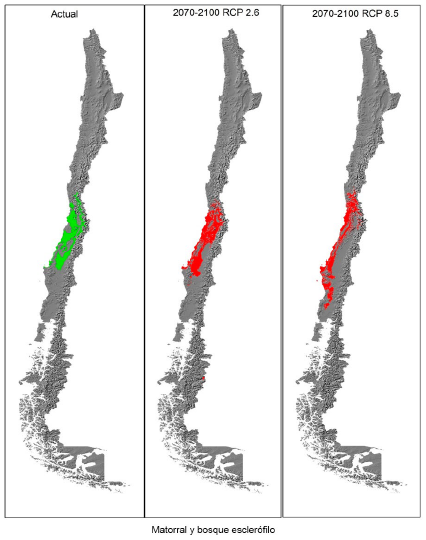 Actual
2070-2100 RCP 2.6
2070-2100 RCP 8.5
Matorral y bosque esclerófilo